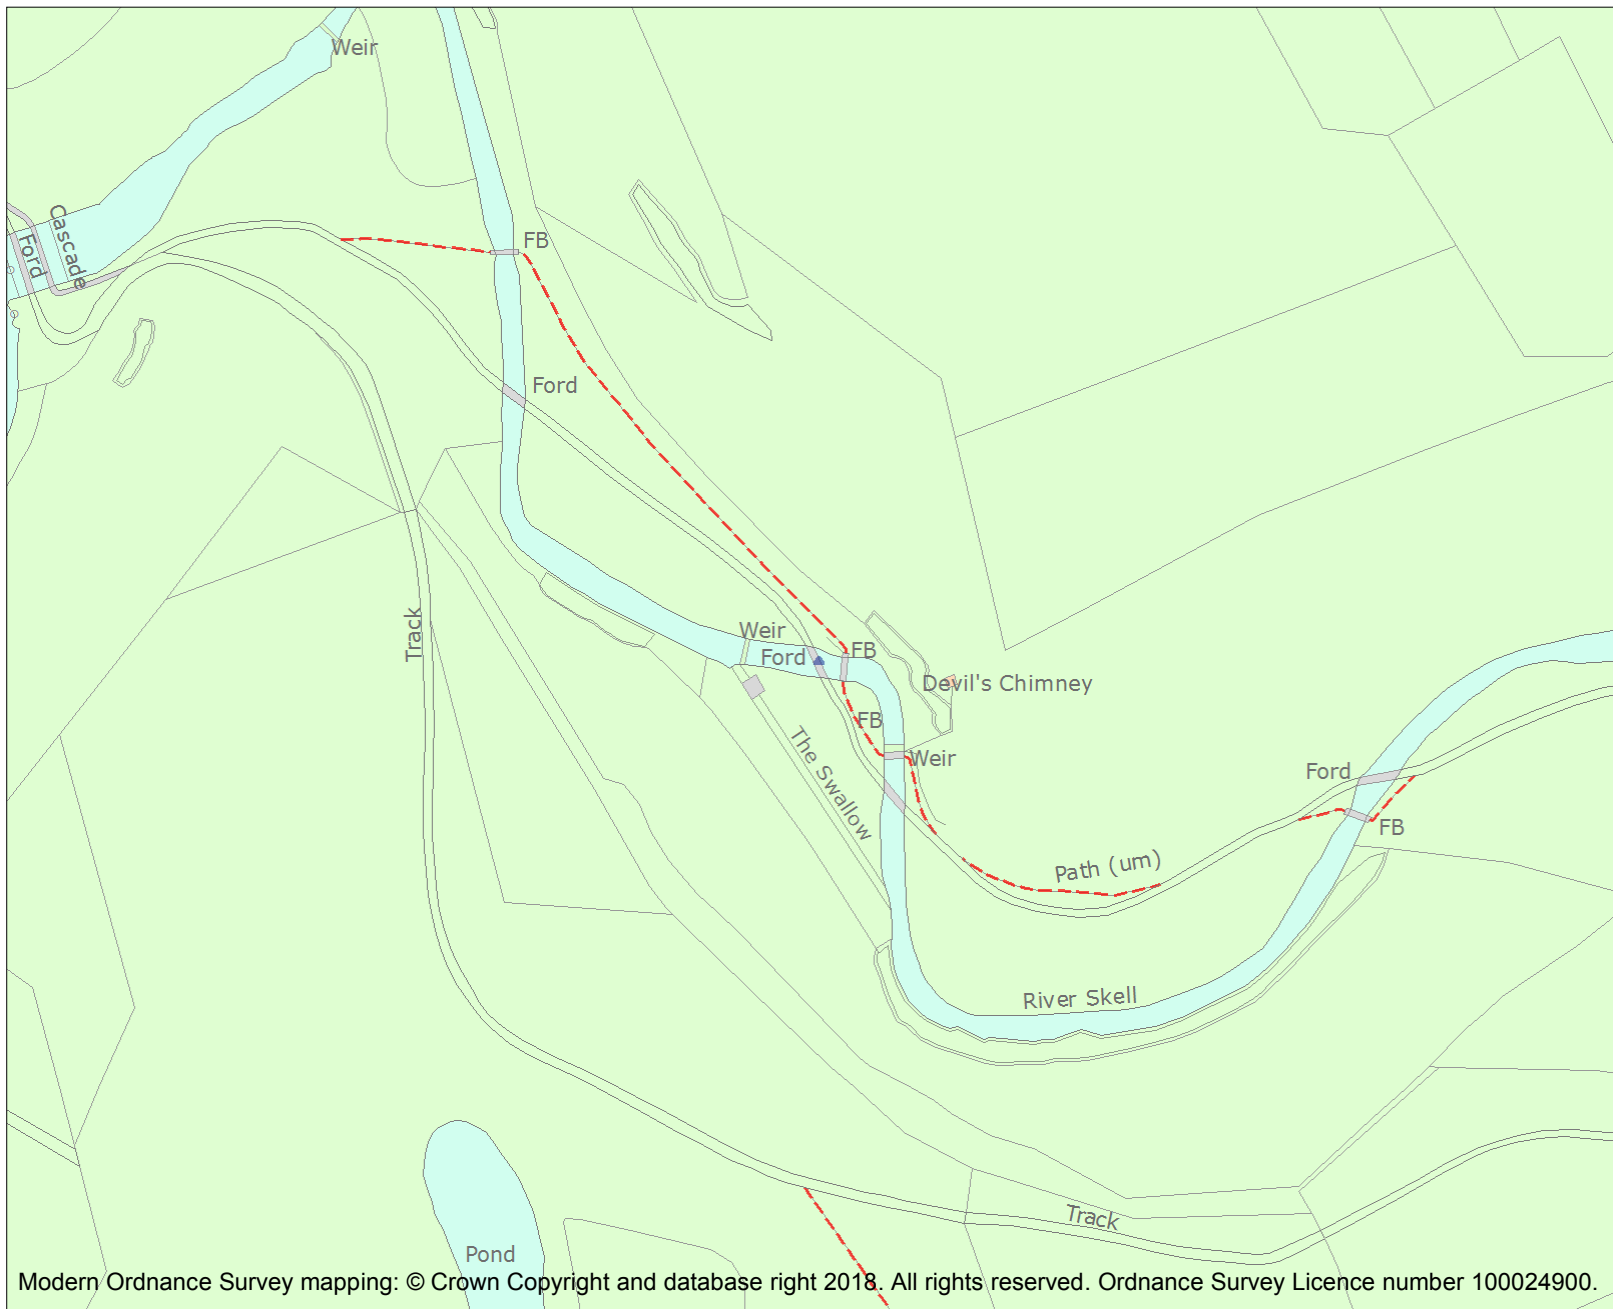 Weir
Cascade
Ford
FB
Ford
Track
Weir
FB
Ford
Devil's Chimney
FB
The Swallow
Weir
Ford
FB
Path (um)
River Skell
Track
Pond
Modern Ordnance Survey mapping: © Crown Copyright and database right 2018. All rights reserved. Ordnance Survey Licence number 100024900.